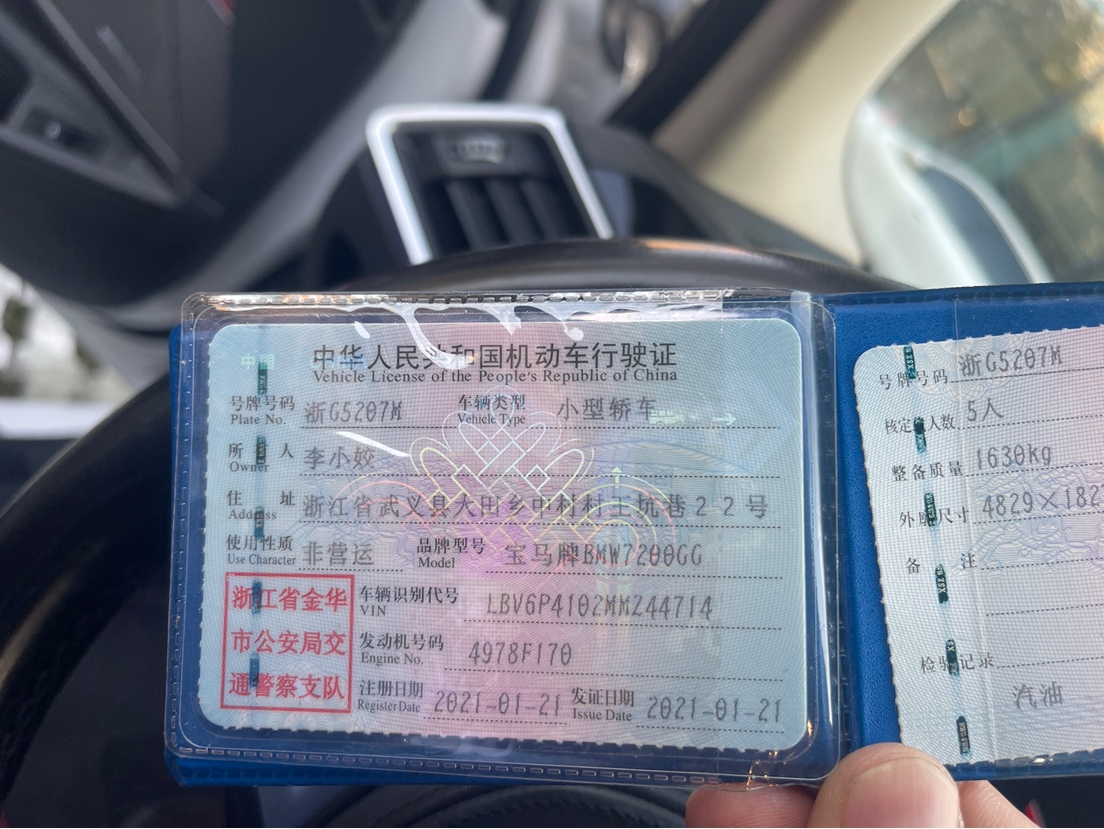 中国
中华人民共和国机动车行驶证
Vehicle License of the People's Republic of China
号牌号码 Plate No. 浙G5207M 车辆类型 Vehicle Type 小型轿车
所有人 Owner 李小姣
住址 Address 浙江省武义县大田乡中村村工坑巷22号
使用性质 Use Character 非营运 品牌型号 Model 宝马牌BMW7200GG
浙江省金华
市公安局交
通警察支队
车辆识别代号 VIN LBV6P4102MMZ44714
发动机号码 Engine No. 4978F170
注册日期 Register Date 2021-01-21 发证日期 Issue Date 2021-01-21
号牌号码 浙G5207M
核定载人数 5人
整备质量 1630kg
外廓尺寸 4829×182
备注
检验记录
汽油